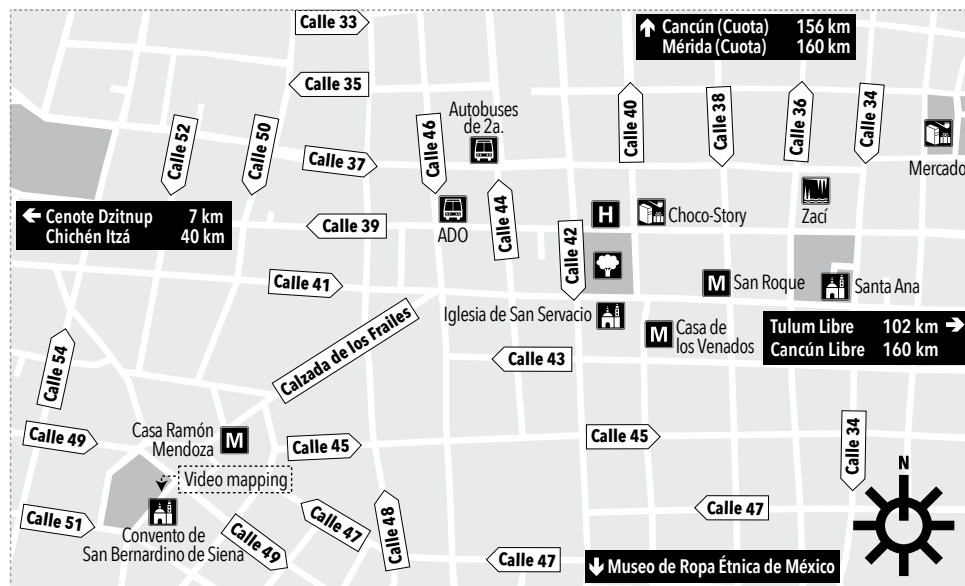 Calle 33
↑ Cancún (Cuota) 156 km
Mérida (Cuota) 160 km
Calle 35
Autobuses
de 2a.
Calle 52
Calle 50
Calle 46
Calle 40
Calle 38
Calle 36
Calle 34
Calle 37
Mercado
← Cenote Dzitnup 7 km
Chichén Itzá 40 km
Calle 39
ADO
Calle 44
Calle 42
H
Choco-Story
Zací
Calle 41
M San Roque
Santa Ana
Iglesia de San Servacio
M Casa de
los Venados
Tulum Libre 102 km →
Cancún Libre 160 km
Calle 54
Calzada de los Frailes
Calle 43
Calle 49
Casa Ramón
Mendoza
M
Calle 45
Calle 45
Calle 34
N
Video mapping
Calle 51
Convento de
San Bernardino de Siena
Calle 49
Calle 47
Calle 48
Calle 47
Calle 47
↓ Museo de Ropa Étnica de México